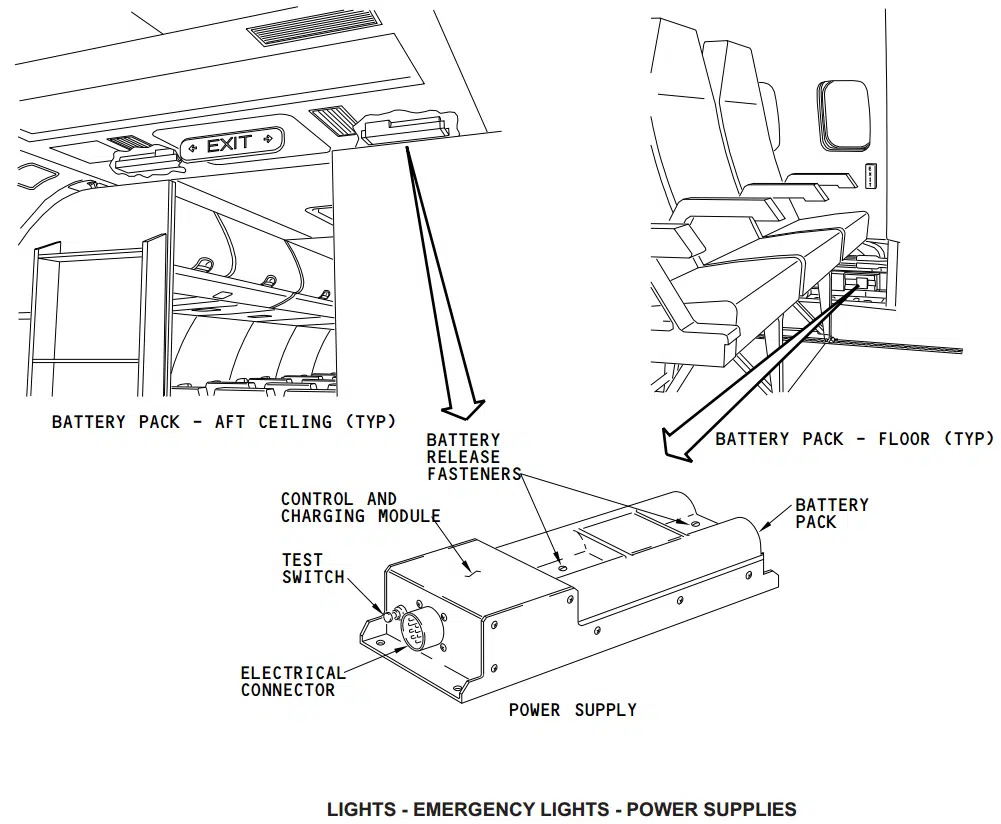 EXIT
EXIT
BATTERY PACK - AFT CEILING (TYP)
BATTERY PACK - FLOOR (TYP)
BATTERY
RELEASE
FASTENERS
CONTROL AND
CHARGING MODULE
BATTERY
PACK
TEST
SWITCH
ELECTRICAL
CONNECTOR
POWER SUPPLY
LIGHTS - EMERGENCY LIGHTS - POWER SUPPLIES